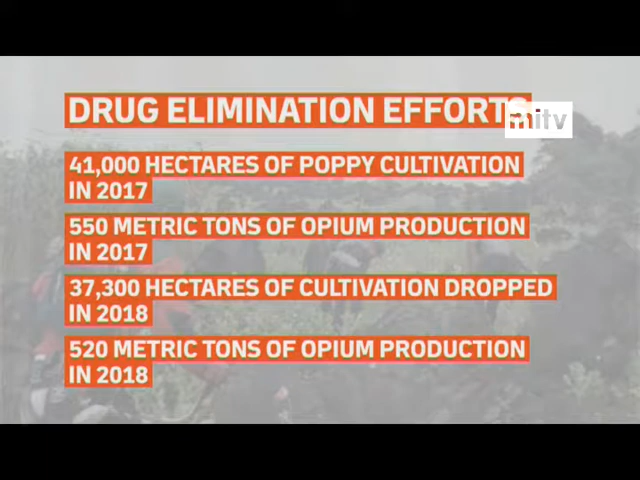 DRUG ELIMINATION EFFORTS
mitv
41,000 HECTARES OF POPPY CULTIVATION
IN 2017
550 METRIC TONS OF OPIUM PRODUCTION
IN 2017
37,300 HECTARES OF CULTIVATION DROPPED
IN 2018
520 METRIC TONS OF OPIUM PRODUCTION
IN 2018